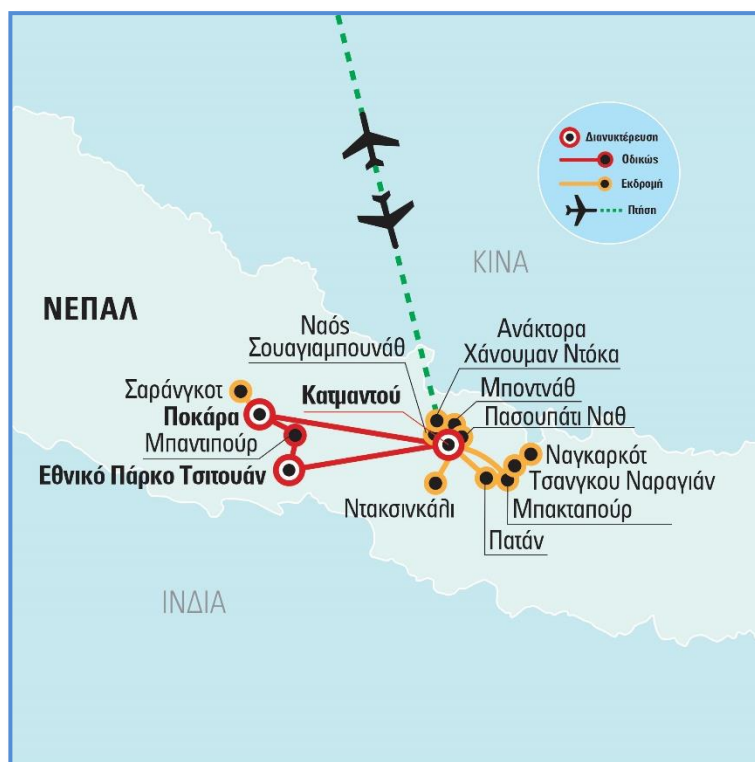 Διανυκτέρευση
Οδικώς
Εκδρομή
Πτήση
ΚΙΝΑ
ΝΕΠΑΛ
Ναός
Σουαγιαμπουνάθ
Ανάκτορα
Χάνουμαν Ντόκα
Σαράνγκοτ
Κατμαντού
Μποντνάθ
Ποκάρα
Πασουπάτι Ναθ
Μπαντιπούρ
Εθνικό Πάρκο Τσιτουάν
Ναγκαρκότ
Τσανγκου Ναραγιάν
Ντακσινκάλι
Μπακταπούρ
Πατάν
ΙΝΔΙΑ